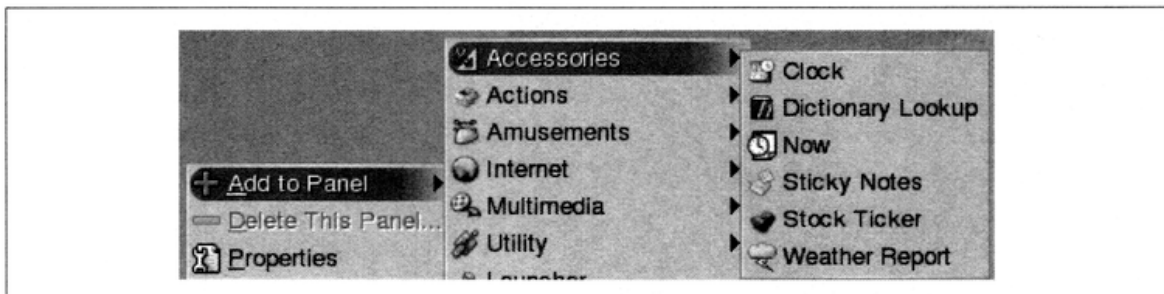 Add to Panel
Delete This Panel...
Properties
Accessories
Actions
Amusements
Internet
Multimedia
Utility
Launcher
Clock
Dictionary Lookup
Now
Sticky Notes
Stock Ticker
Weather Report